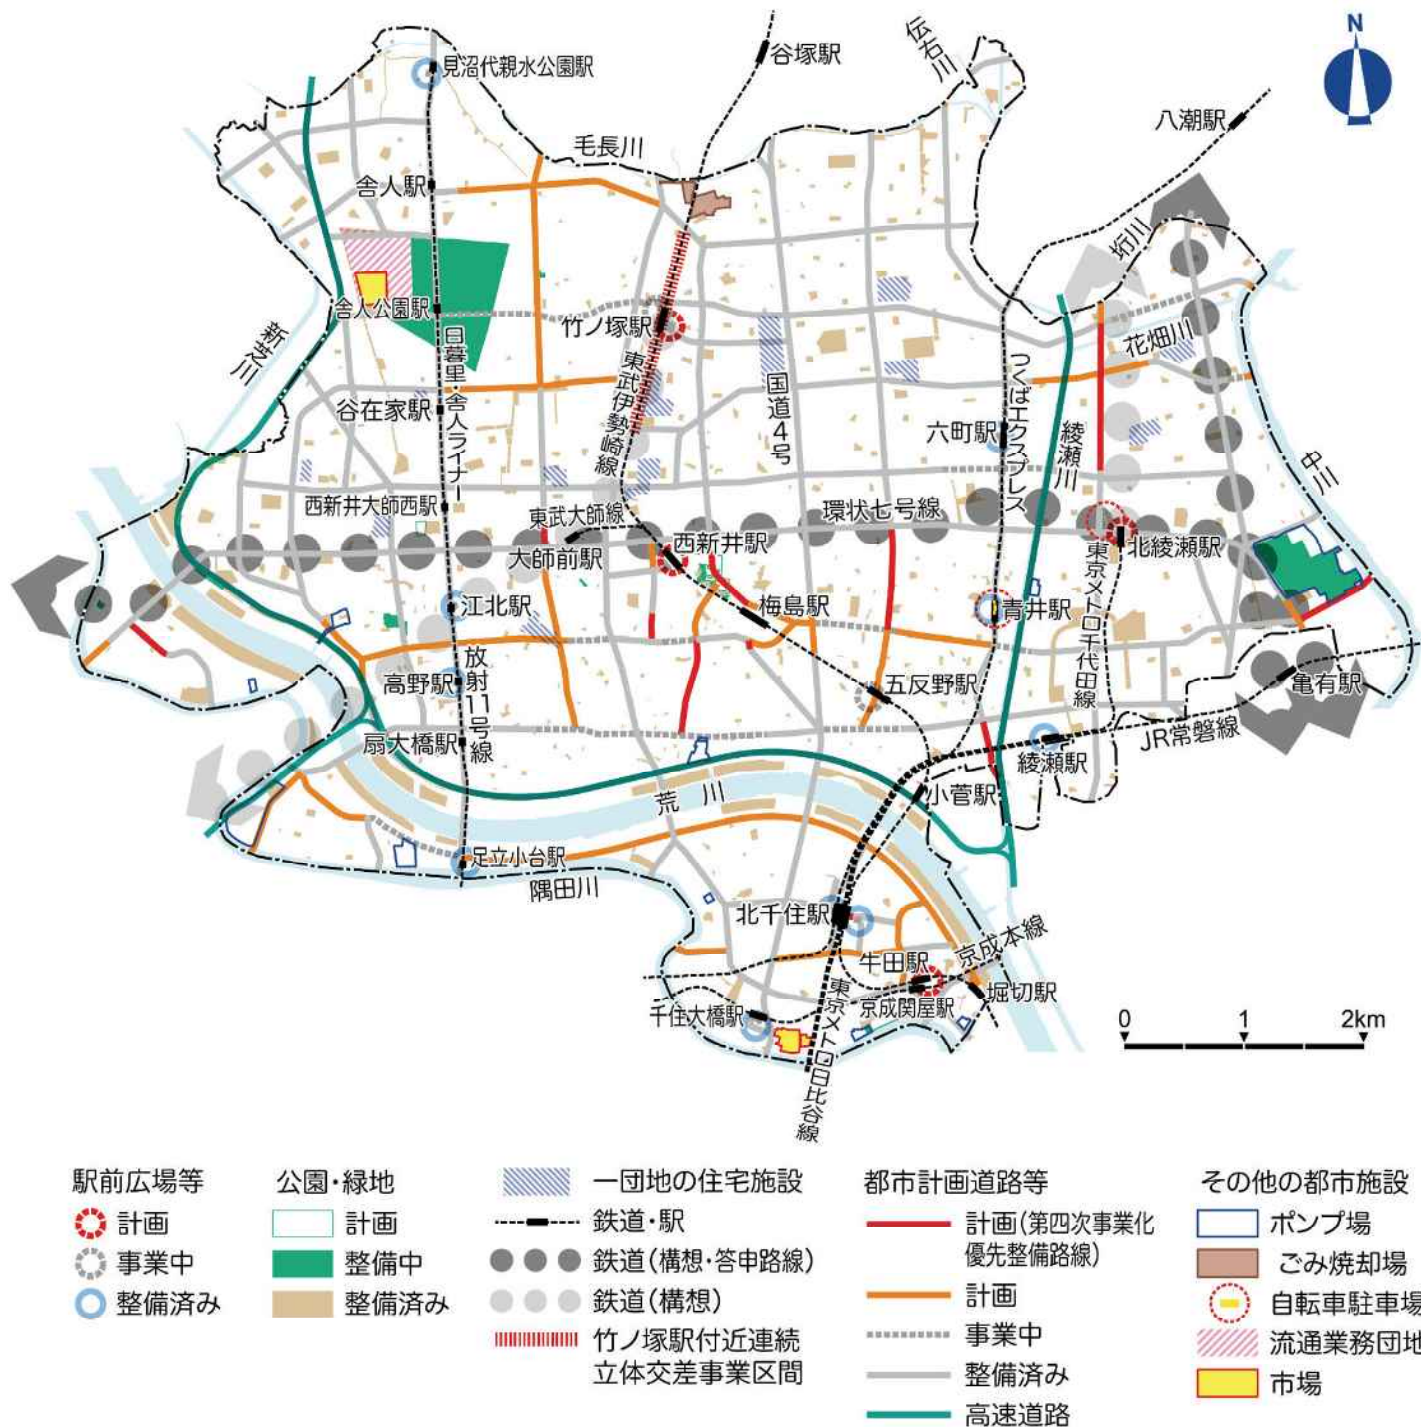 N
見沼代親水公園駅
谷塚駅
伝右川
八潮駅
毛長川
舎人駅
垳川
舎人公園駅
竹ノ塚駅
花畑川
新芝川
日暮里・舎人ライナー
東武伊勢崎線
国道4号
つくばエクスプレス
谷在家駅
六町駅
綾瀬川
中川
西新井大師西駅
東武大師線
環状七号線
大師前駅
西新井駅
北綾瀬駅
東京メトロ千代田線
江北駅
梅島駅
青井駅
高野駅
放射11号線
五反野駅
亀有駅
扇大橋駅
JR常磐線
綾瀬駅
荒川
小菅駅
足立小台駅
隅田川
北千住駅
牛田駅
京成本線
千住大橋駅
京成関屋駅
堀切駅
東京メトロ日比谷線
0 1 2km
駅前広場等
計画
事業中
整備済み
公園・緑地
計画
整備中
整備済み
一団地の住宅施設
鉄道・駅
鉄道(構想・答申路線)
鉄道(構想)
竹ノ塚駅付近連続
立体交差事業区間
都市計画道路等
計画(第四次事業化
優先整備路線)
計画
事業中
整備済み
高速道路
その他の都市施設
ポンプ場
ごみ焼却場
自転車駐車場
流通業務団地
市場